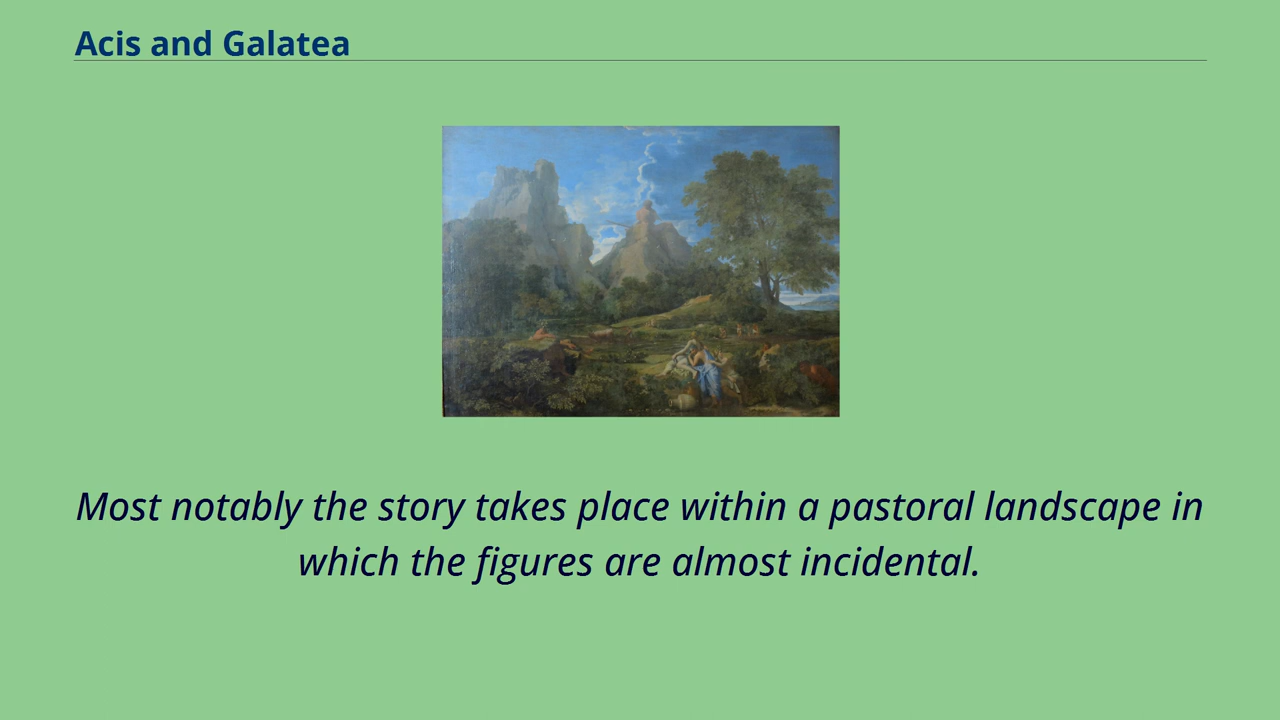 Acis and Galatea
Most notably the story takes place within a pastoral landscape in
which the figures are almost incidental.